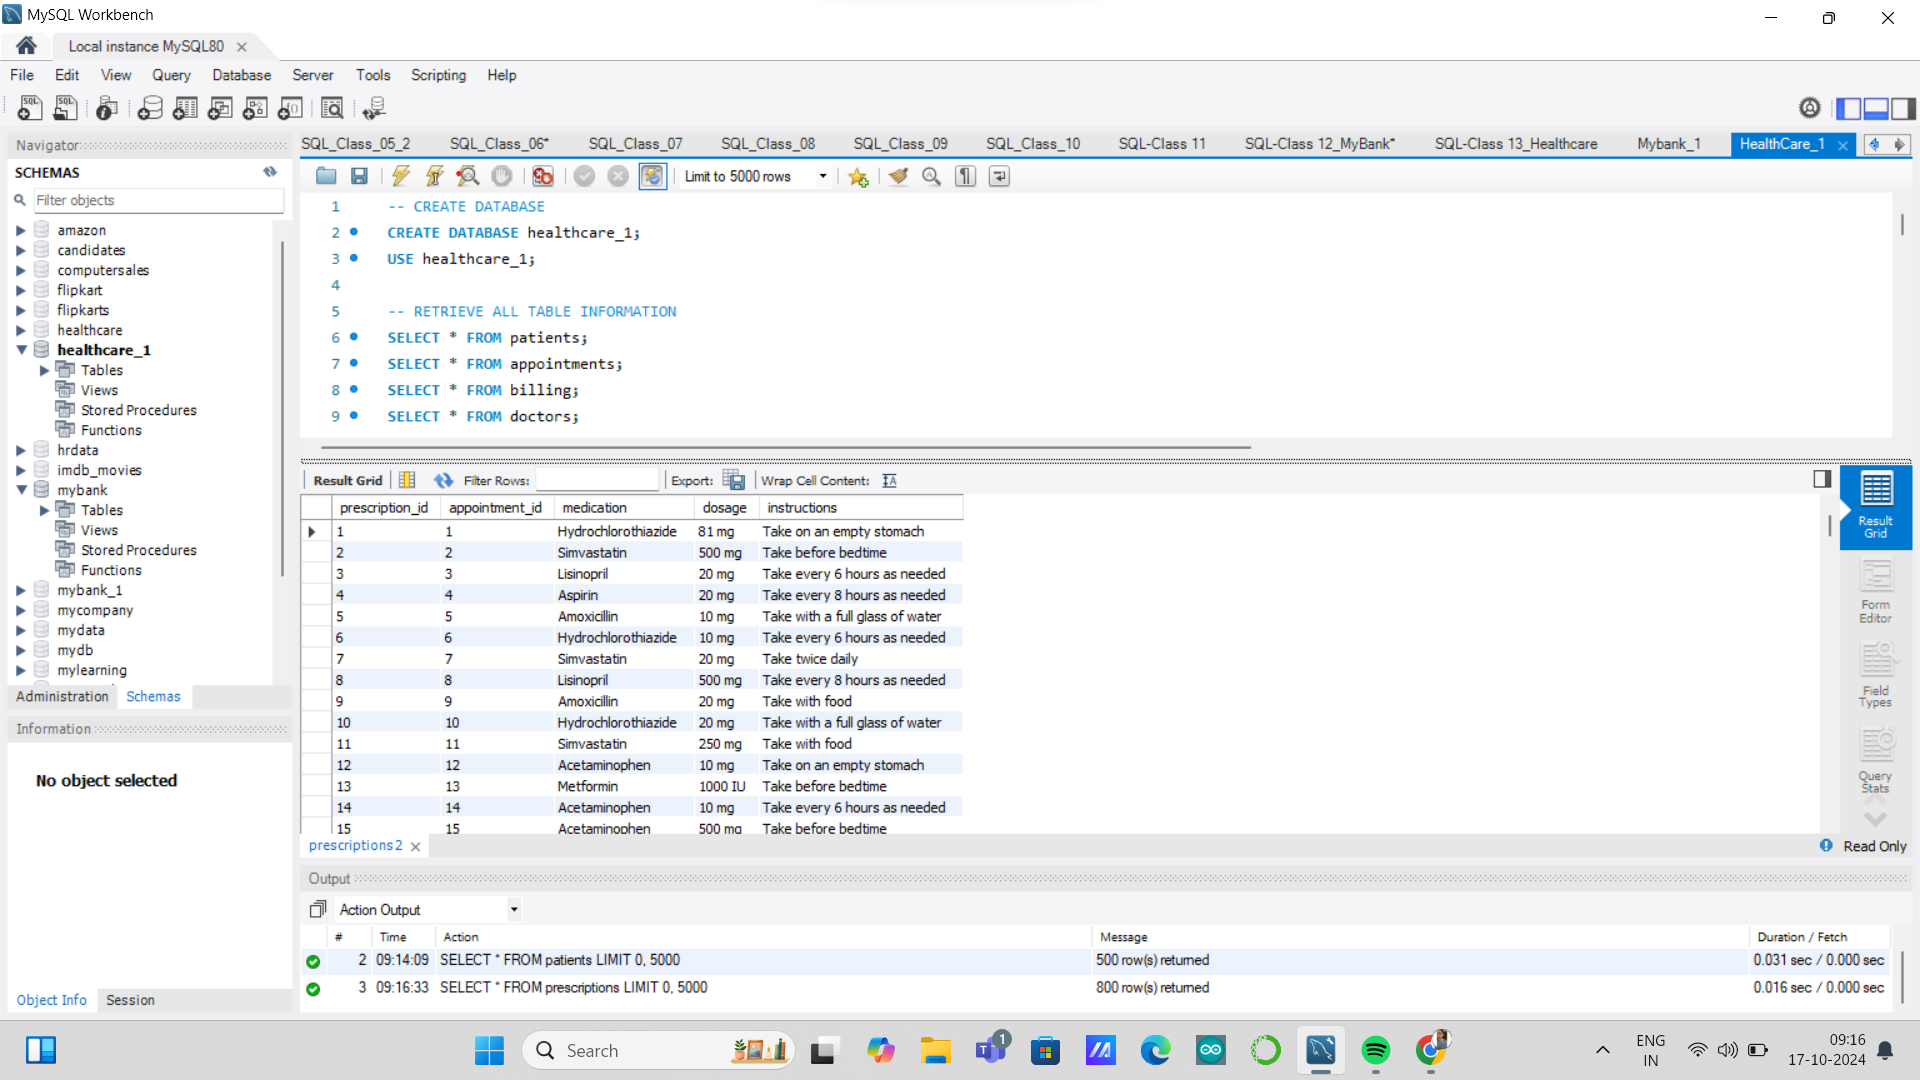 MySQL Workbench
Local instance MySQL80
File Edit View Query Database Server Tools Scripting Help
Navigator
SCHEMAS
Filter objects
amazon
candidates
computersales
flipkart
flipkarts
healthcare
healthcare_1
Tables
Views
Stored Procedures
Functions
hrdata
imdb_movies
mybank
Tables
Views
Stored Procedures
Functions
mybank_1
mycompany
mydata
mydb
mylearning
Administration Schemas
Information
No object selected
Object Info Session
SQL_Class_05_2 SQL_Class_06* SQL_Class_07 SQL_Class_08 SQL_Class_09 SQL_Class_10 SQL-Class 11 SQL-Class 12_MyBank* SQL-Class 13_Healthcare Mybank_1 HealthCare_1
Limit to 5000 rows
1 -- CREATE DATABASE
2 CREATE DATABASE healthcare_1;
3 USE healthcare_1;
4
5 -- RETRIEVE ALL TABLE INFORMATION
6 SELECT * FROM patients;
7 SELECT * FROM appointments;
8 SELECT * FROM billing;
9 SELECT * FROM doctors;
Result Grid Filter Rows: Export: Wrap Cell Content:
prescription_id appointment_id medication dosage instructions
1 1 Hydrochlorothiazide 81 mg Take on an empty stomach
2 2 Simvastatin 500 mg Take before bedtime
3 3 Lisinopril 20 mg Take every 6 hours as needed
4 4 Aspirin 20 mg Take every 8 hours as needed
5 5 Amoxicillin 10 mg Take with a full glass of water
6 6 Hydrochlorothiazide 10 mg Take every 6 hours as needed
7 7 Simvastatin 20 mg Take twice daily
8 8 Lisinopril 500 mg Take every 8 hours as needed
9 9 Amoxicillin 20 mg Take with food
10 10 Hydrochlorothiazide 20 mg Take with a full glass of water
11 11 Simvastatin 250 mg Take with food
12 12 Acetaminophen 10 mg Take on an empty stomach
13 13 Metformin 1000 IU Take before bedtime
14 14 Acetaminophen 10 mg Take every 6 hours as needed
15 15 Acetaminophen 500 mg Take before bedtime
Result
Grid
Form
Editor
Field
Types
Query
Stats
prescriptions 2
Read Only
Output
Action Output
# Time Action Message Duration / Fetch
2 09:14:09 SELECT * FROM patients LIMIT 0, 5000 500 row(s) returned 0.031 sec / 0.000 sec
3 09:16:33 SELECT * FROM prescriptions LIMIT 0, 5000 800 row(s) returned 0.016 sec / 0.000 sec
Search
1
ENG
IN
09:16
17-10-2024